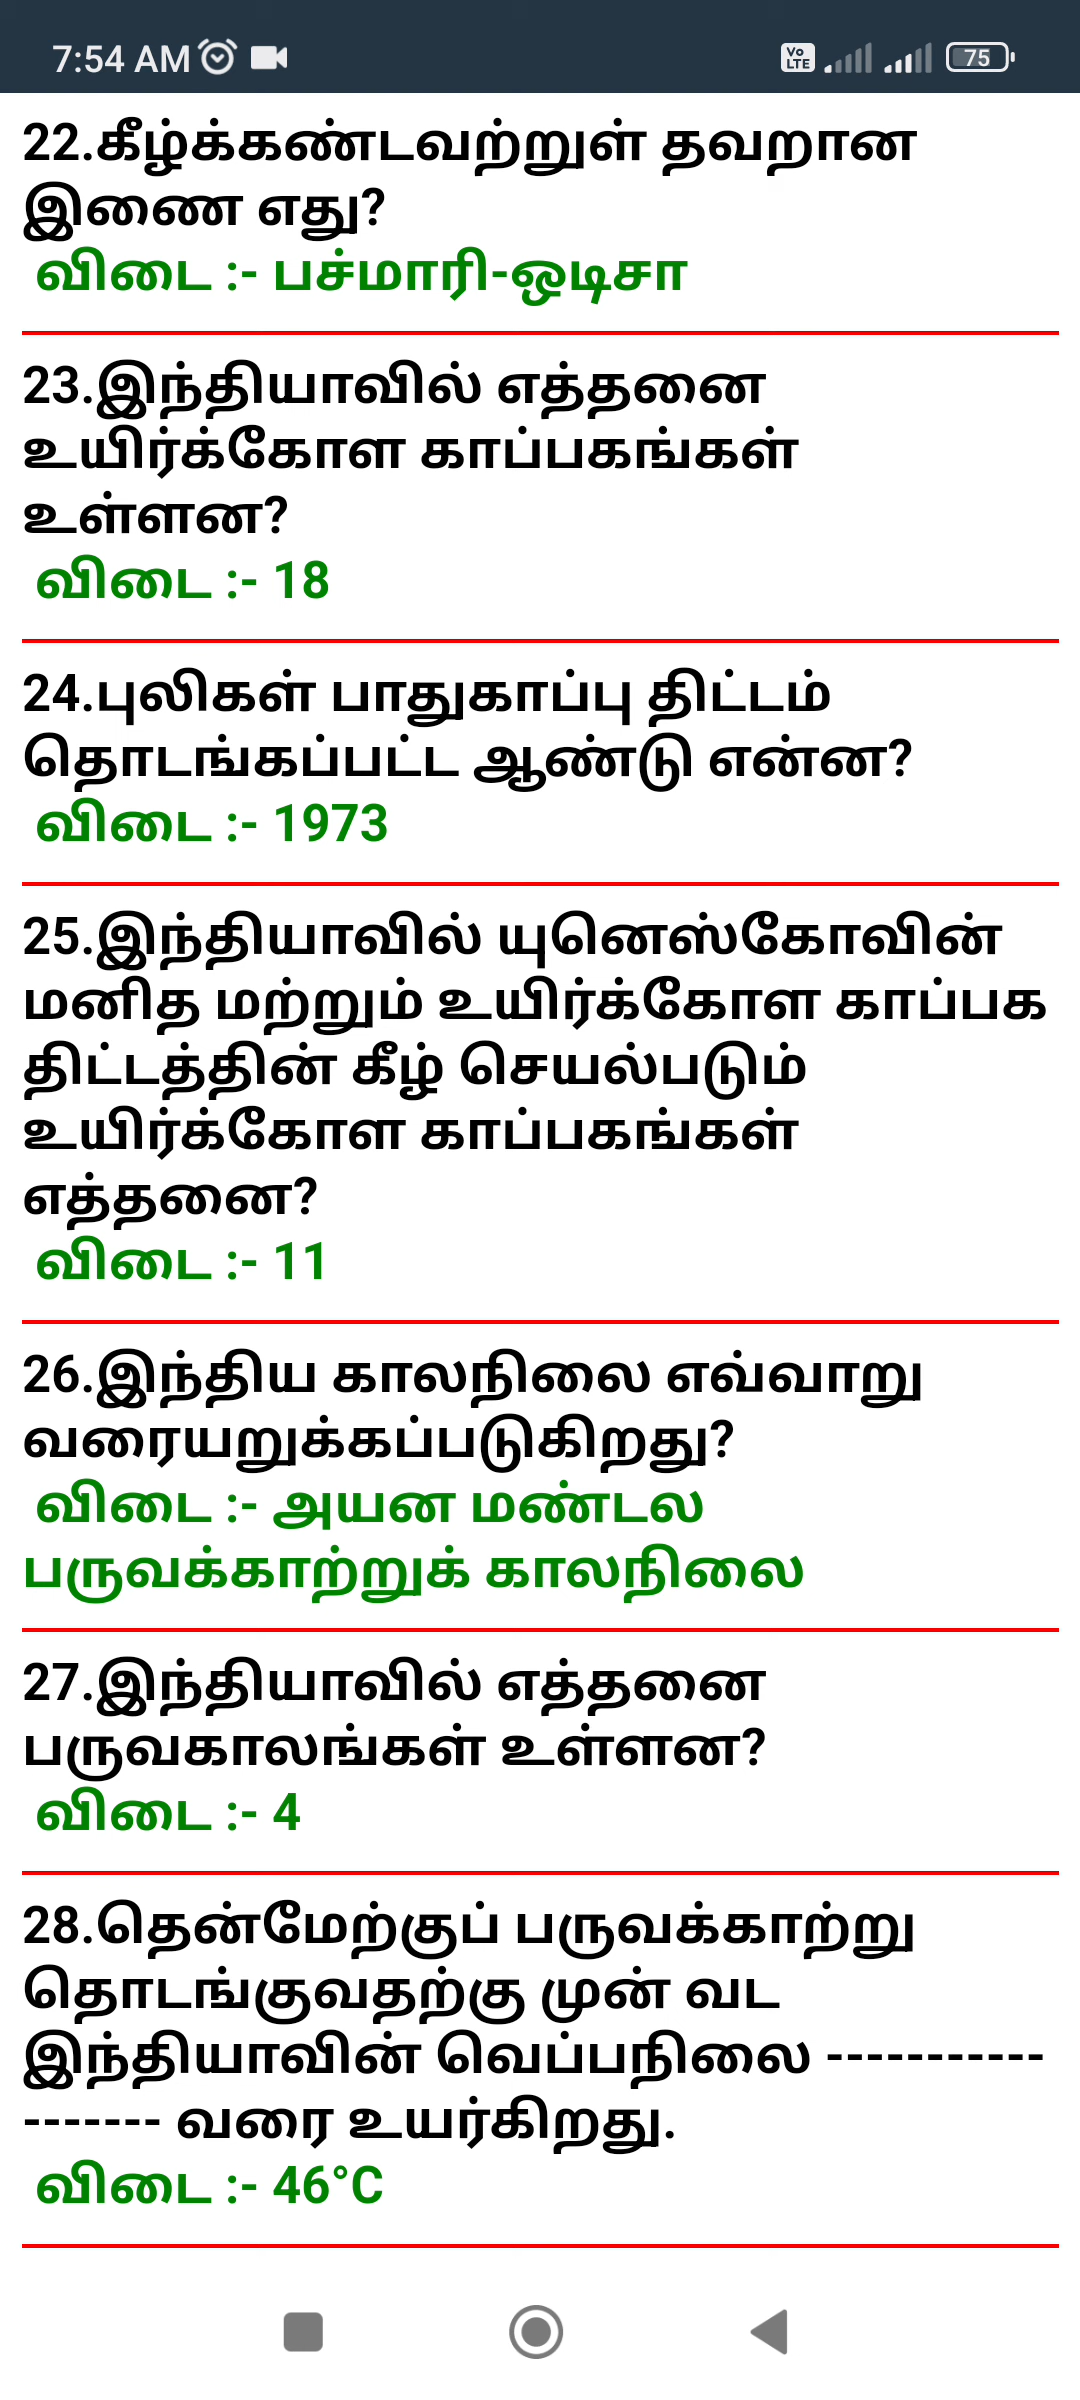 7:54 AM
Vo LTE
75
22.கீழ்க்கண்டவற்றுள் தவறான
இணை எது?
விடை :- பச்மாரி-ஒடிசா
23.இந்தியாவில் எத்தனை
உயிர்க்கோள காப்பகங்கள்
உள்ளன?
விடை :- 18
24.புலிகள் பாதுகாப்பு திட்டம்
தொடங்கப்பட்ட ஆண்டு என்ன?
விடை :- 1973
25.இந்தியாவில் யுனெஸ்கோவின்
மனித மற்றும் உயிர்க்கோள காப்பக
திட்டத்தின் கீழ் செயல்படும்
உயிர்க்கோள காப்பகங்கள்
எத்தனை?
விடை :- 11
26.இந்திய காலநிலை எவ்வாறு
வரையறுக்கப்படுகிறது?
விடை :- அயன மண்டல
பருவக்காற்றுக் காலநிலை
27.இந்தியாவில் எத்தனை
பருவகாலங்கள் உள்ளன?
விடை :- 4
28.தென்மேற்குப் பருவக்காற்று
தொடங்குவதற்கு முன் வட
இந்தியாவின் வெப்பநிலை -----------
------- வரை உயர்கிறது.
விடை :- 46°C